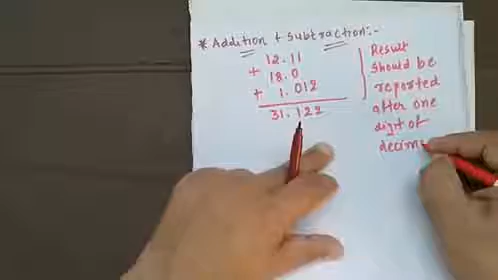 * Addition + Subtraction:-
12.11
+ 18.0
+ 1.012
31.122
Result
should be
reported
after one
digit of
decim